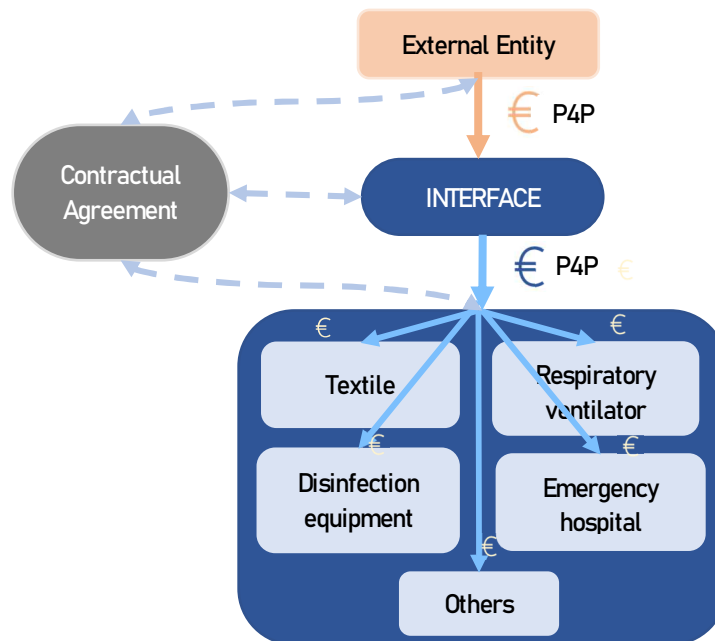 External Entity
€ P4P
Contractual
Agreement
INTERFACE
€ P4P €
€ €
Textile
Respiratory
ventilator
€ €
Disinfection
equipment
Emergency
hospital
€
Others